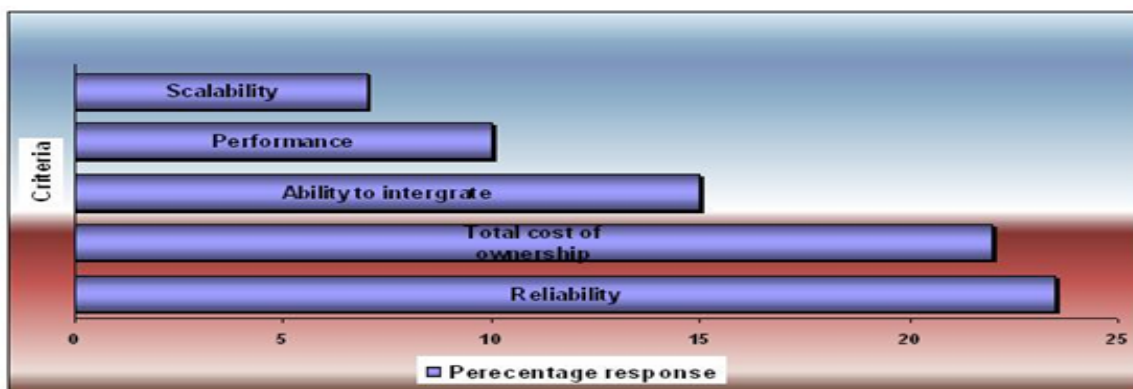 Scalability
Performance
Criteria
Ability to intergrate
Total cost of
ownership
Reliability
0 5 10 15 20 25
Perecentage response